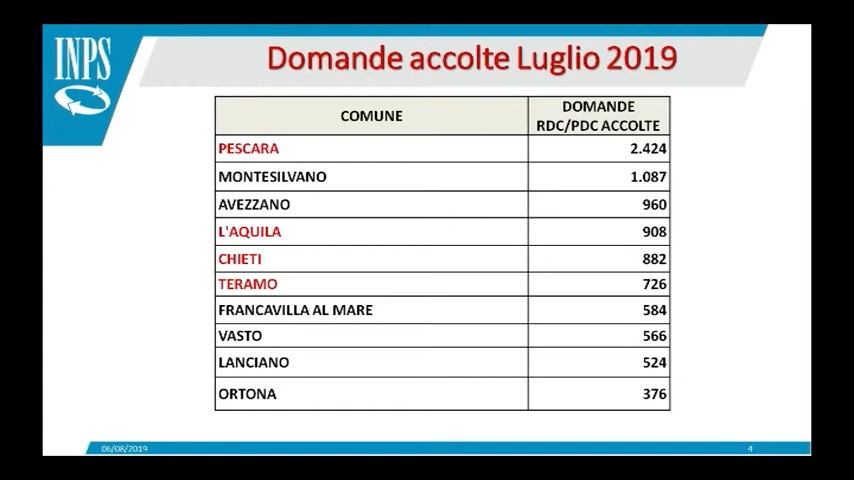 INPS
Domande accolte Luglio 2019
COMUNE
DOMANDE
RDC/PDC ACCOLTE
PESCARA 2.424
MONTESILVANO 1.087
AVEZZANO 960
L'AQUILA 908
CHIETI 882
TERAMO 726
FRANCAVILLA AL MARE 584
VASTO 566
LANCIANO 524
ORTONA 376
06/08/2019 4